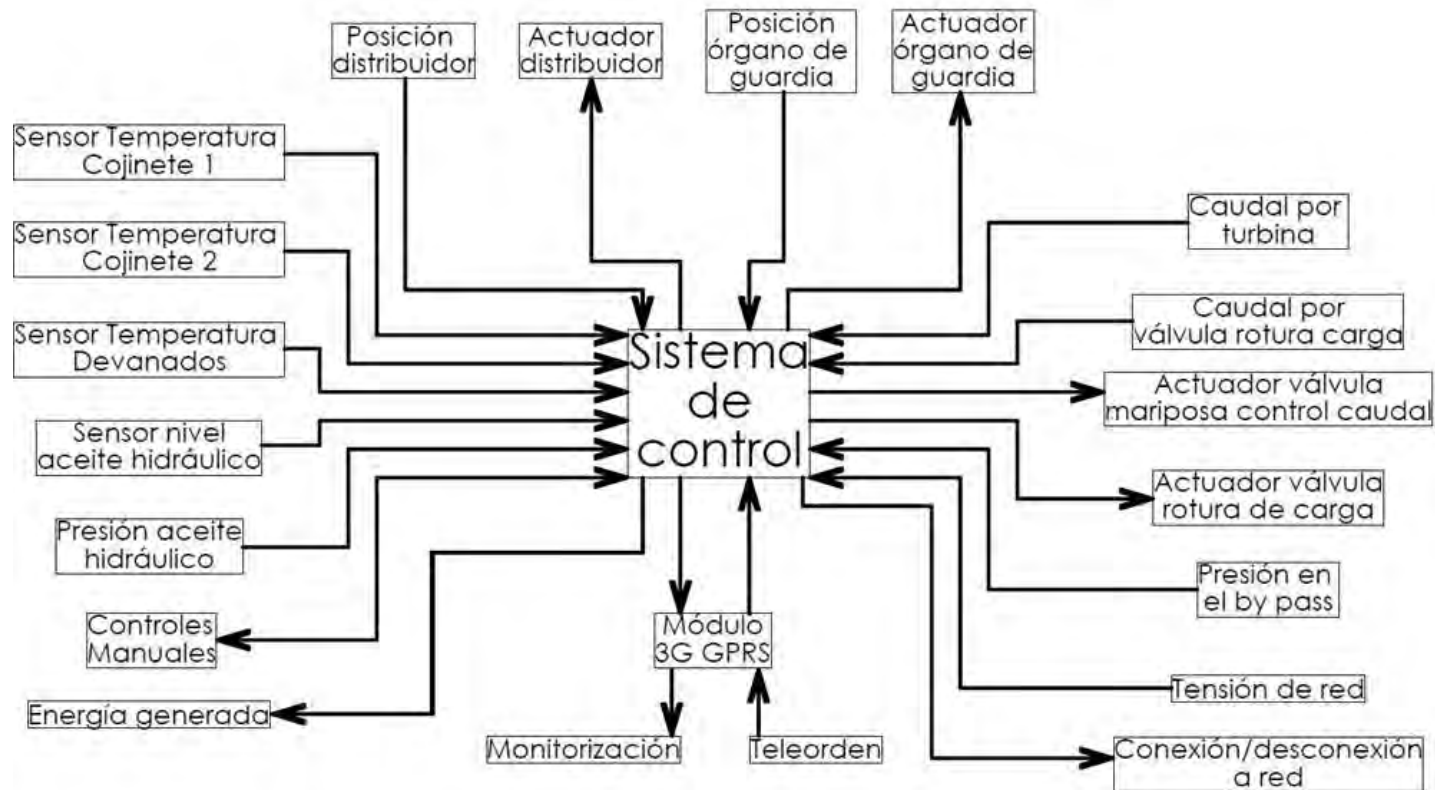 Posición
distribuidor
Actuador
distribuidor
Posición
órgano de
guardia
Actuador
órgano de
guardia
Sensor Temperatura
Cojinete 1
Sensor Temperatura
Cojinete 2
Sensor Temperatura
Devanados
Sensor nivel
aceite hidráulico
Presión aceite
hidráulico
Controles
Manuales
Energía generada
Sistema
de
control
Módulo
3G GPRS
Monitorización
Teleorden
Caudal por
turbina
Caudal por
válvula rotura carga
Actuador válvula
mariposa control caudal
Actuador válvula
rotura de carga
Presión en
el by pass
Tensión de red
Conexión/desconexión
a red